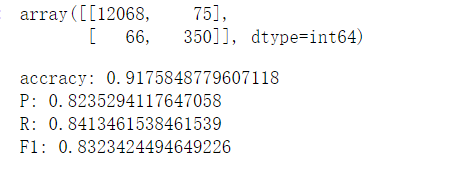 array([[12068, 75],
[ 66, 350]], dtype=int64)
accracy: 0.9175848779607118
P: 0.8235294117647058
R: 0.8413461538461539
F1: 0.8323424494649226